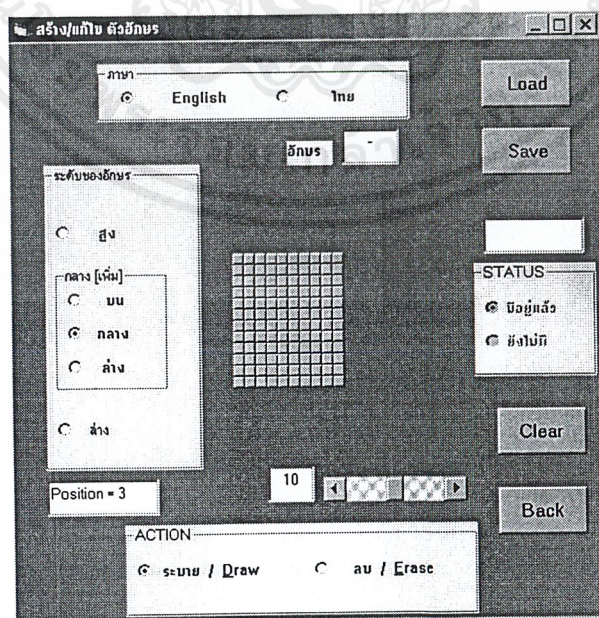 สร้าง/แก้ไข ตัวอักษร
ภาษา
English ไทย
Load
อักษร -
Save
ระดับของอักษร
สูง
กลาง [เพิ่ม]
บน
กลาง
ล่าง
ล่าง
STATUS
มีอยู่แล้ว
ยังไม่มี
Clear
Position = 3
10
Back
ACTION
ระบาย / Draw ลบ / Erase